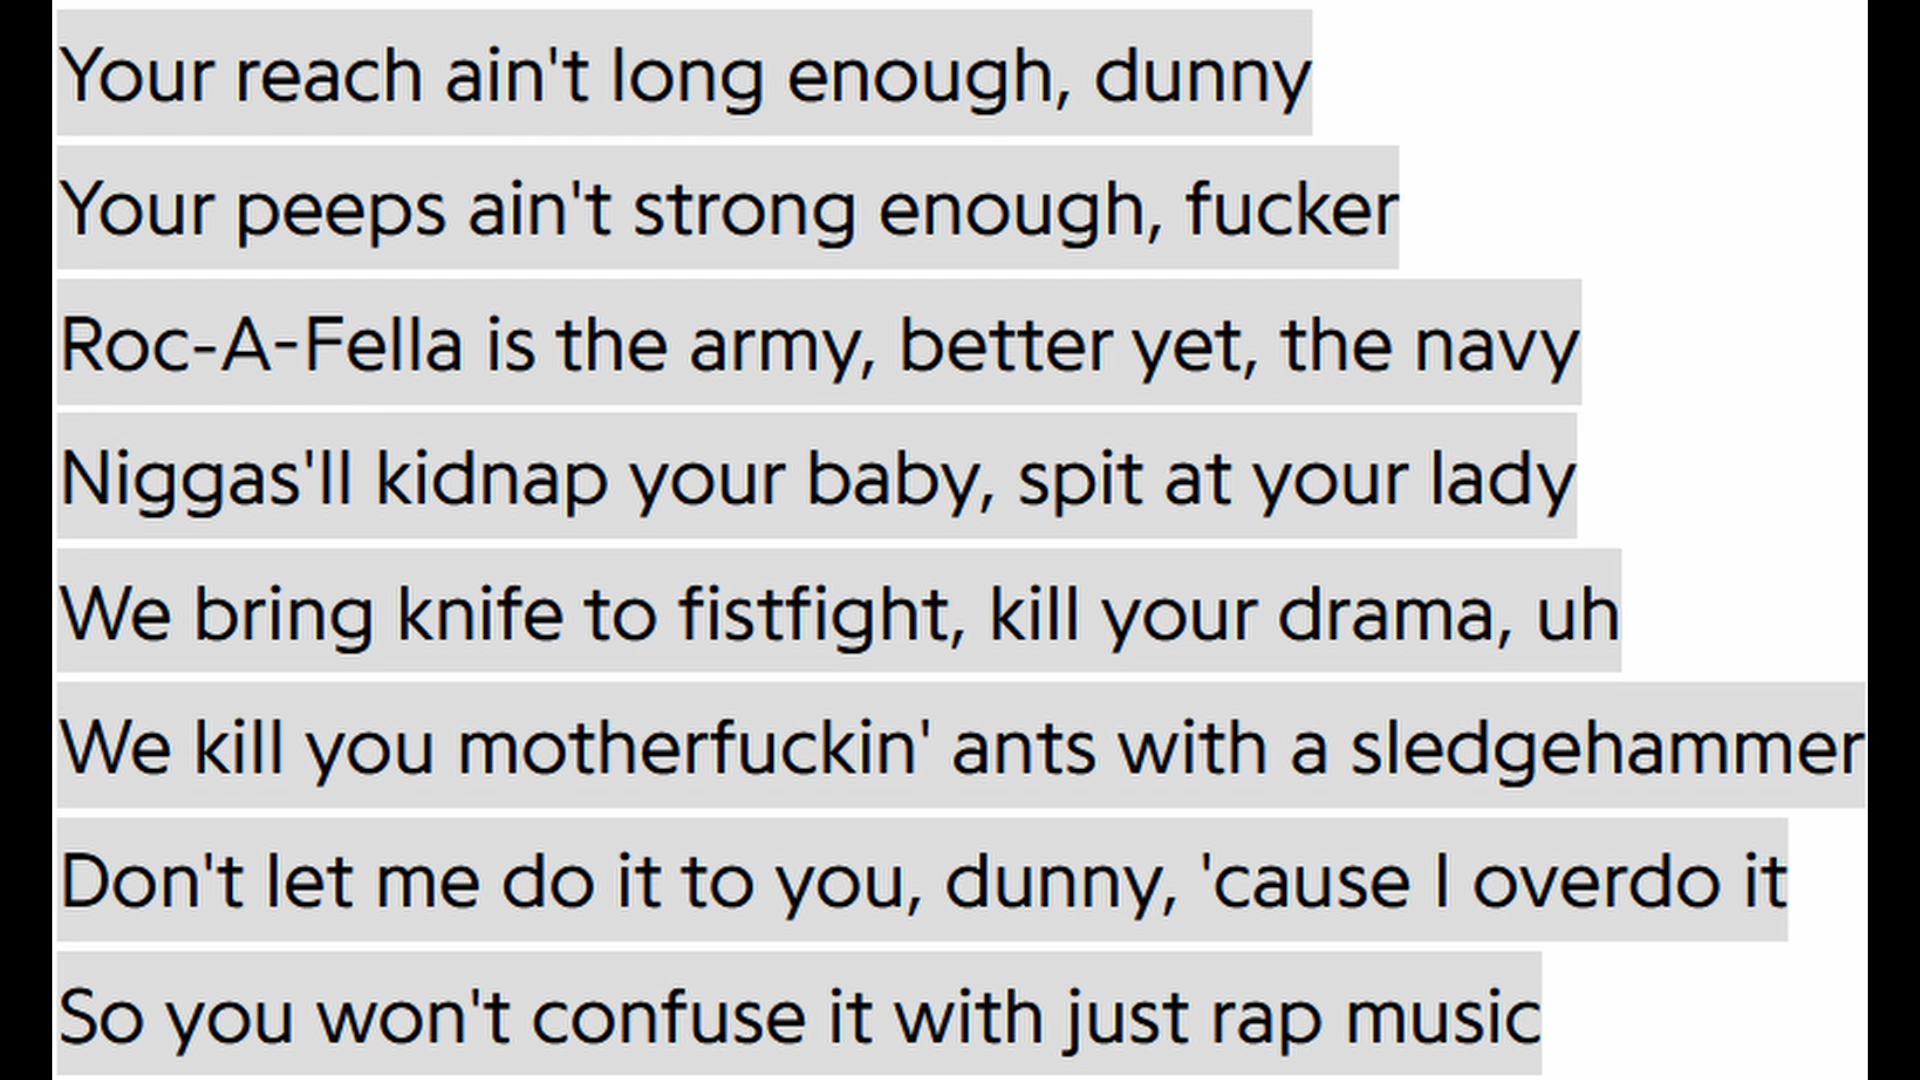 Your reach ain't long enough, dunny
Your peeps ain't strong enough, fucker
Roc-A-Fella is the army, better yet, the navy
Niggas'll kidnap your baby, spit at your lady
We bring knife to fistfight, kill your drama, uh
We kill you motherfuckin' ants with a sledgehammer
Don't let me do it to you, dunny, 'cause I overdo it
So you won't confuse it with just rap music